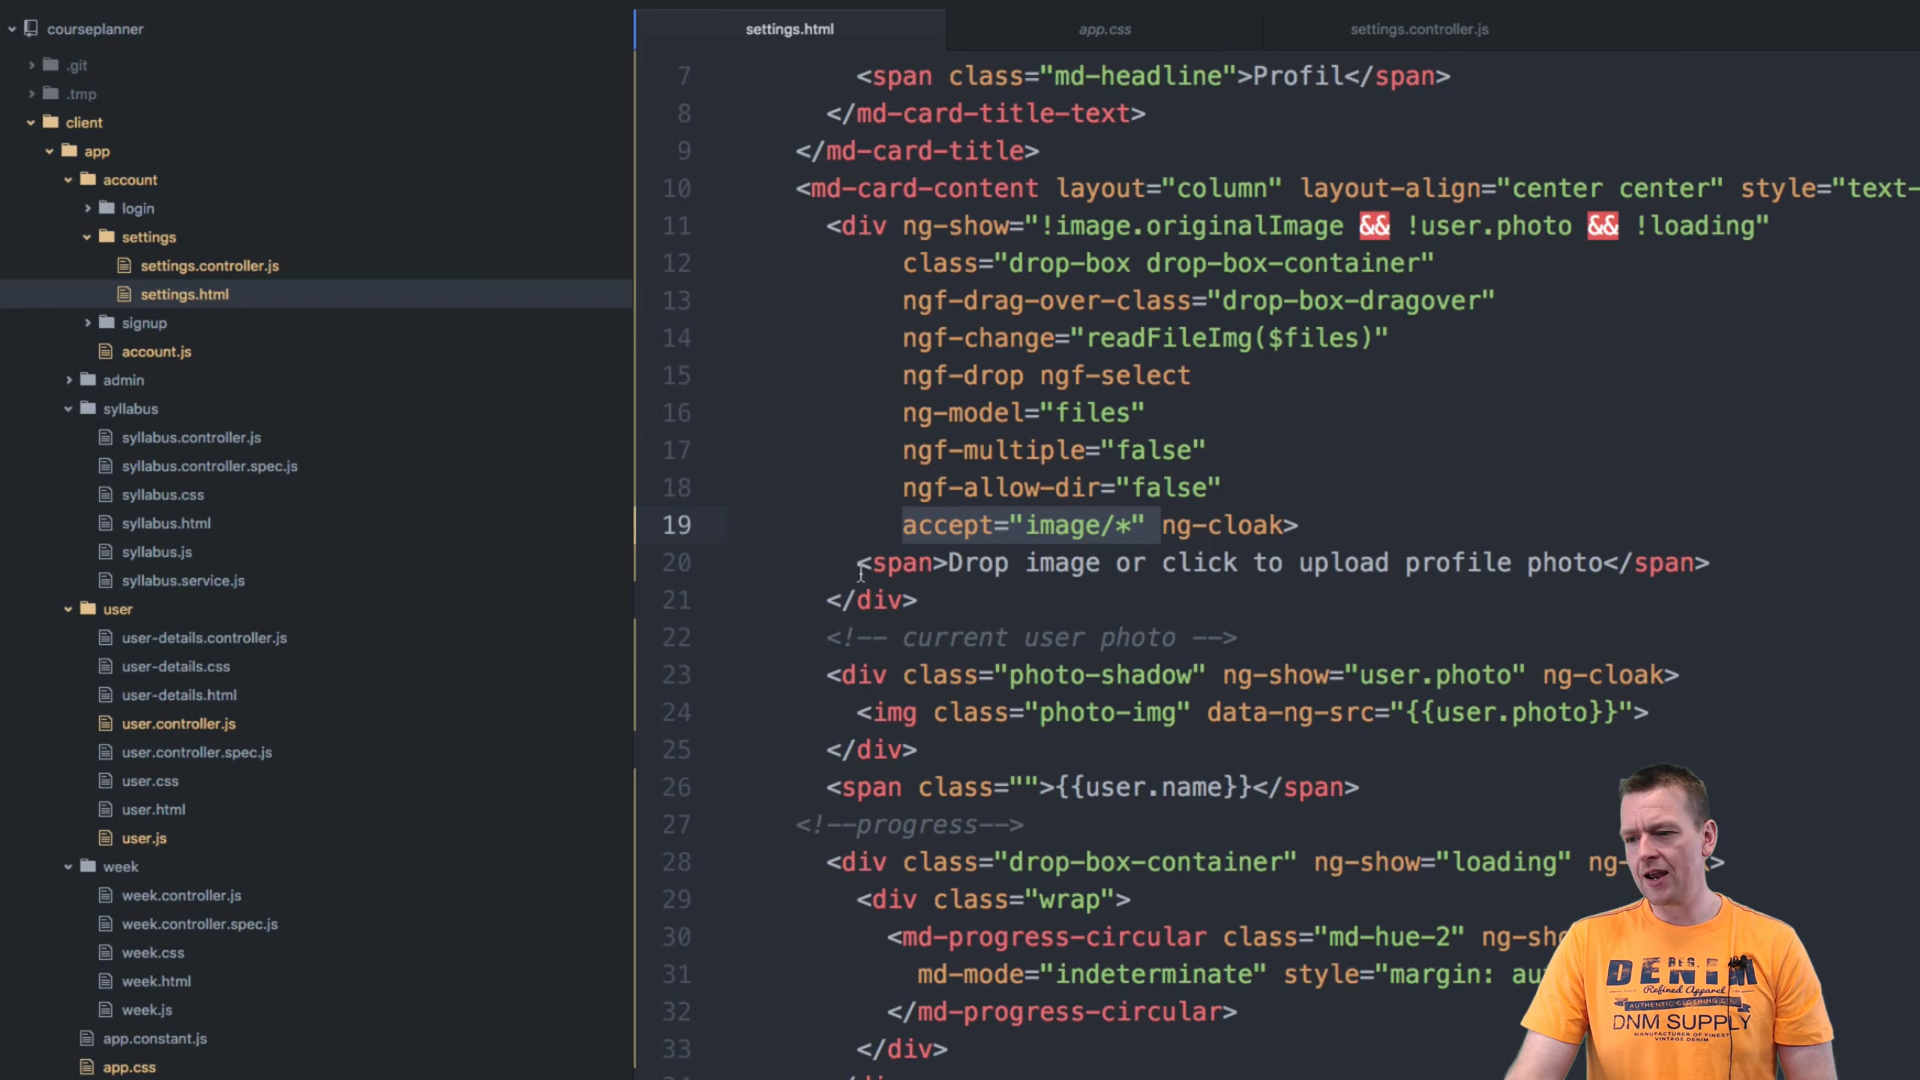 courseplanner
.git
.tmp
client
app
account
login
settings
settings.controller.js
settings.html
signup
account.js
admin
syllabus
syllabus.controller.js
syllabus.controller.spec.js
syllabus.css
syllabus.html
syllabus.js
syllabus.service.js
user
user-details.controller.js
user-details.css
user-details.html
user.controller.js
user.controller.spec.js
user.css
user.html
user.js
week
week.controller.js
week.controller.spec.js
week.css
week.html
week.js
app.constant.js
app.css
settings.html app.css settings.controller.js
7 <span class="md-headline">Profil</span>
8 </md-card-title-text>
9 </md-card-title>
10 <md-card-content layout="column" layout-align="center center" style="text-
11 <div ng-show="!image.originalImage && !user.photo && !loading"
12 class="drop-box drop-box-container"
13 ngf-drag-over-class="drop-box-dragover"
14 ngf-change="readFileImg($files)"
15 ngf-drop ngf-select
16 ng-model="files"
17 ngf-multiple="false"
18 ngf-allow-dir="false"
19 accept="image/*" ng-cloak>
20 <span>Drop image or click to upload profile photo</span>
21 </div>
22 <!-- current user photo -->
23 <div class="photo-shadow" ng-show="user.photo" ng-cloak>
24 <img class="photo-img" data-ng-src="{{user.photo}}">
25 </div>
26 <span class="">{{user.name}}</span>
27 <!--progress-->
28 <div class="drop-box-container" ng-show="loading" ng- >
29 <div class="wrap">
30 <md-progress-circular class="md-hue-2" ng-sho
31 md-mode="indeterminate" style="margin: au
32 </md-progress-circular>
33 </div>
REG.
DENIM
Refined Apparel
AUTHENTIC CLOTHING CO.
DNM SUPPLY
MANUFACTURER OF FINEST
VINTAGE DENIM